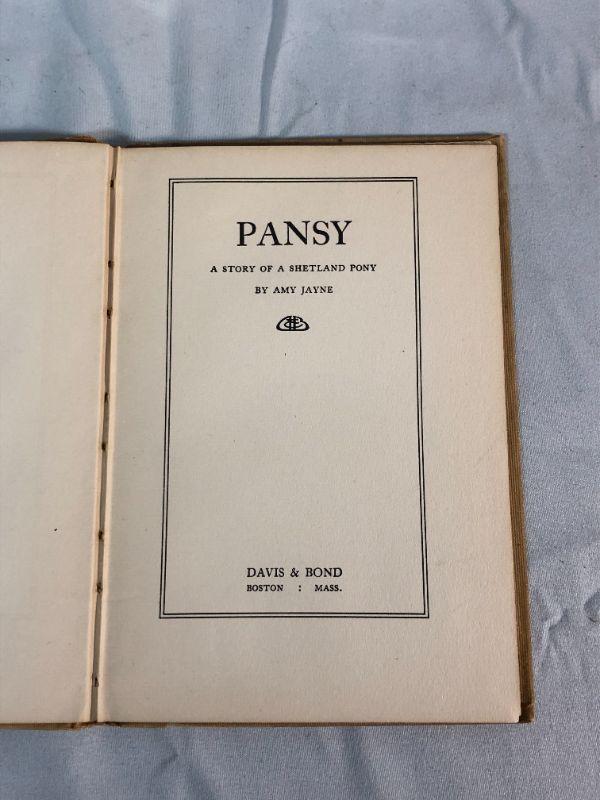 PANSY
A STORY OF A SHETLAND PONY
BY AMY JAYNE
DAVIS & BOND
BOSTON : MASS.